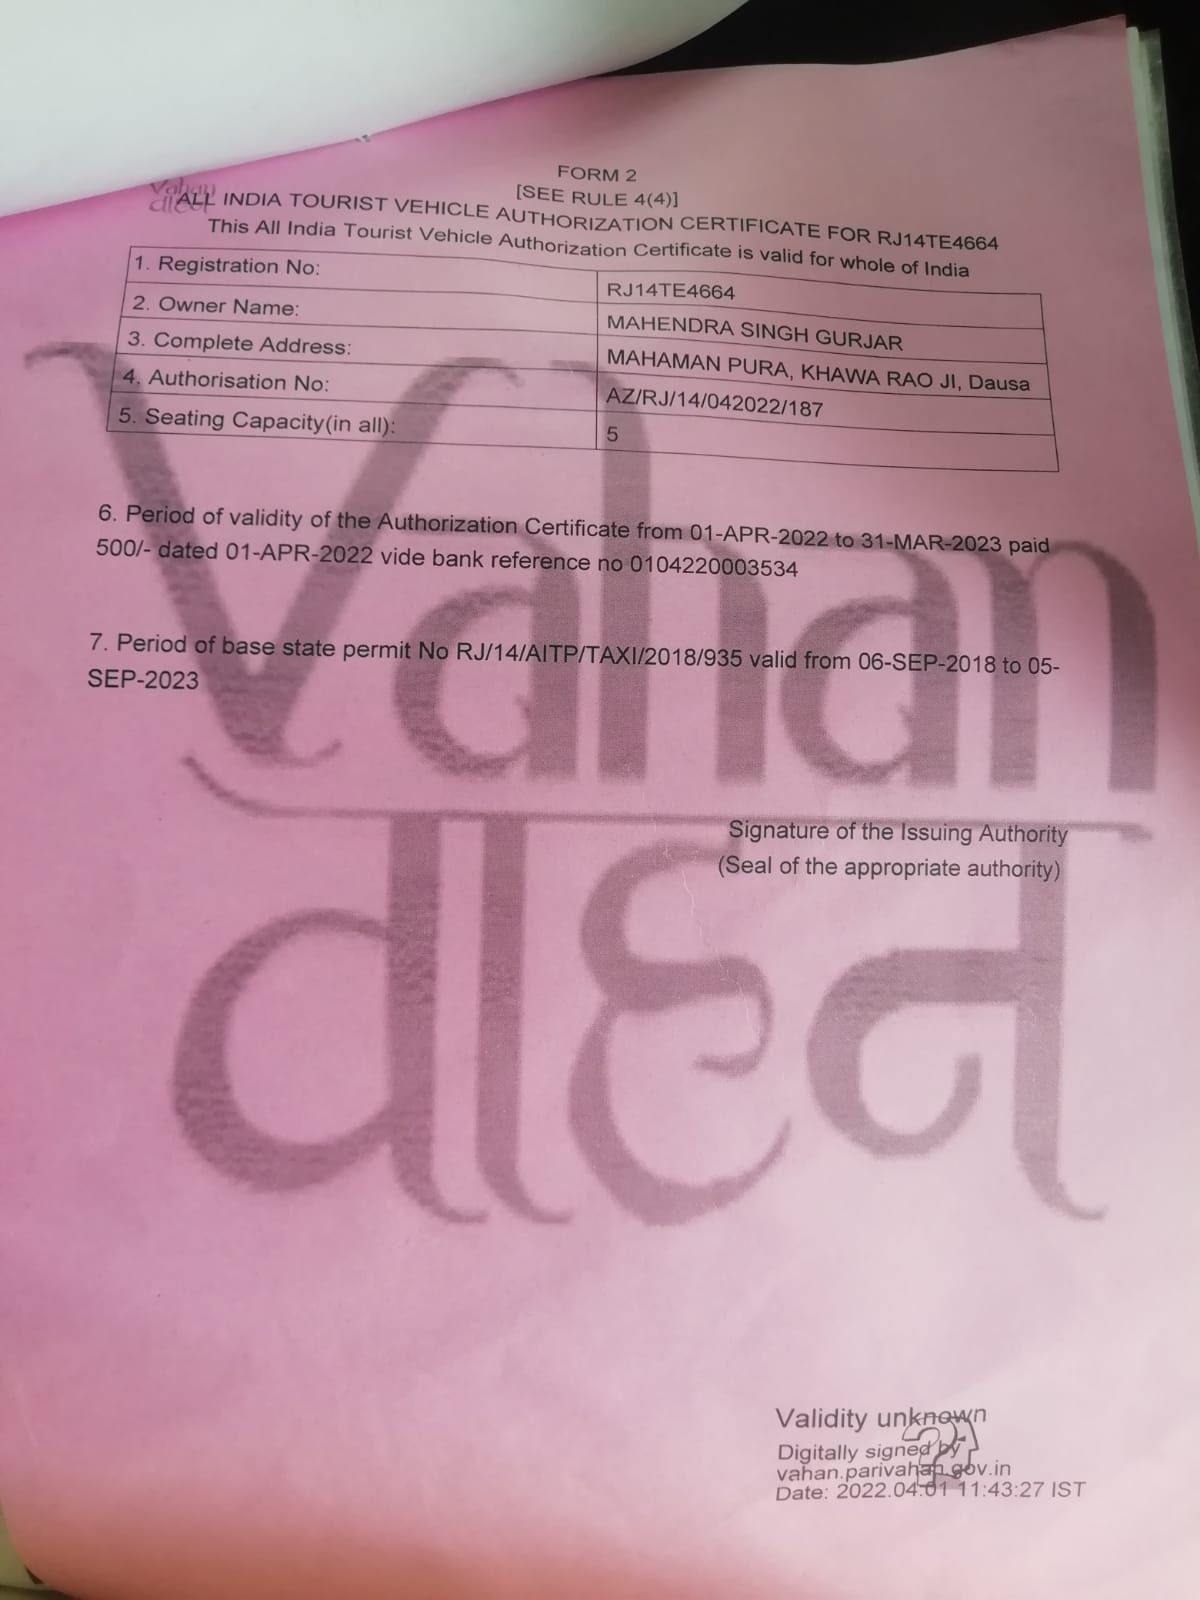 FORM 2
[SEE RULE 4(4)]
Vahan
ALL INDIA TOURIST VEHICLE AUTHORIZATION CERTIFICATE FOR RJ14TE4664
This All India Tourist Vehicle Authorization Certificate is valid for whole of India
1. Registration No: RJ14TE4664
2. Owner Name: MAHENDRA SINGH GURJAR
3. Complete Address: MAHAMAN PURA, KHAWA RAO JI, Dausa
4. Authorisation No: AZ/RJ/14/042022/187
5. Seating Capacity(in all): 5
6. Period of validity of the Authorization Certificate from 01-APR-2022 to 31-MAR-2023 paid
500/- dated 01-APR-2022 vide bank reference no 0104220003534
7. Period of base state permit No RJ/14/AITP/TAXI/2018/935 valid from 06-SEP-2018 to 05-
SEP-2023
Vahan
वाहन
Signature of the Issuing Authority
(Seal of the appropriate authority)
Validity unknown
Digitally signed by
vahan.parivahan.gov.in
Date: 2022.04.01 11:43:27 IST